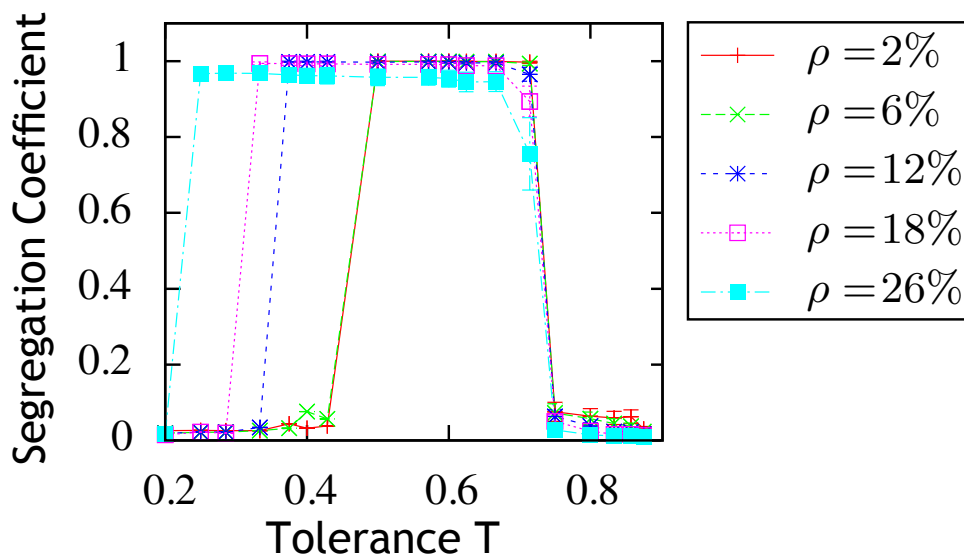 Segregation Coefficient
1
0.8
0.6
0.4
0.2
0
0.2 0.4 0.6 0.8
Tolerance T
ρ = 2%
ρ = 6%
ρ = 12%
ρ = 18%
ρ = 26%